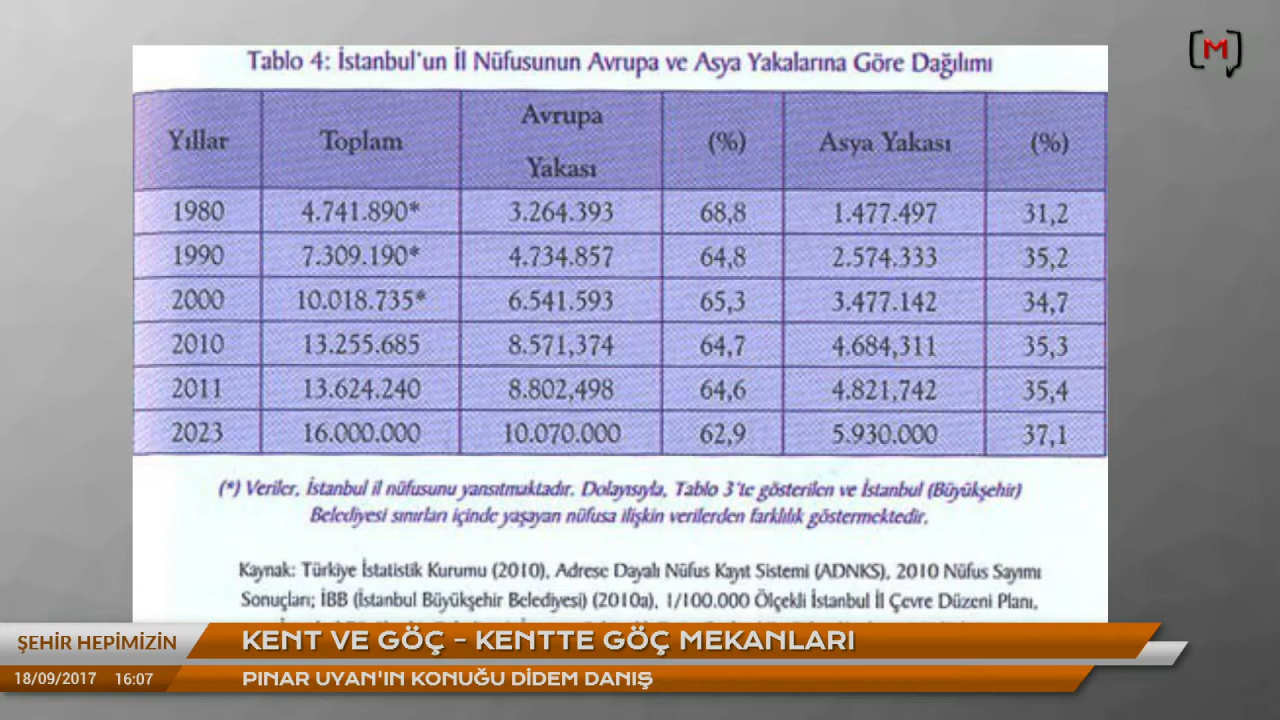 [M]
Tablo 4: İstanbul'un İl Nüfusunun Avrupa ve Asya Yakalarına Göre Dağılımı
Yıllar Toplam Avrupa Yakası (%) Asya Yakası (%)
1980 4.741.890* 3.264.393 68,8 1.477.497 31,2
1990 7.309.190* 4.734.857 64,8 2.574.333 35,2
2000 10.018.735* 6.541.593 65,3 3.477.142 34,7
2010 13.255.685 8.571,374 64,7 4.684,311 35,3
2011 13.624.240 8.802,498 64,6 4.821,742 35,4
2023 16.000.000 10.070.000 62,9 5.930.000 37,1
(*) Veriler, İstanbul il nüfusunu yansıtmaktadır. Dolayısıyla, Tablo 3'te gösterilen ve İstanbul (Büyükşehir)
Belediyesi sınırları içinde yaşayan nüfusa ilişkin verilerden farklılık göstermektedir.
Kaynak: Türkiye İstatistik Kurumu (2010), Adrese Dayalı Nüfus Kayıt Sistemi (ADNKS), 2010 Nüfus Sayımı
Sonuçları; İBB (İstanbul Büyükşehir Belediyesi) (2010a), 1/100.000 Ölçekli İstanbul İl Çevre Düzeni Planı,
ŞEHİR HEPİMİZİN
KENT VE GÖÇ - KENTTE GÖÇ MEKANLARI
18/09/2017 16:07
PINAR UYAN'IN KONUĞU DİDEM DANIŞ